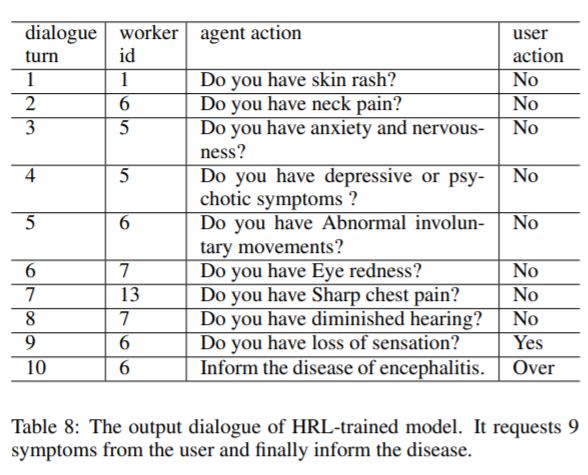 dialogue turn | worker id | agent action | user action
1 | 1 | Do you have skin rash? | No
2 | 6 | Do you have neck pain? | No
3 | 5 | Do you have anxiety and nervous-
ness? | No
4 | 5 | Do you have depressive or psy-
chotic symptoms ? | No
5 | 6 | Do you have Abnormal involun-
tary movements? | No
6 | 7 | Do you have Eye redness? | No
7 | 13 | Do you have Sharp chest pain? | No
8 | 7 | Do you have diminished hearing? | No
9 | 6 | Do you have loss of sensation? | Yes
10 | 6 | Inform the disease of encephalitis. | Over
Table 8: The output dialogue of HRL-trained model. It requests 9
symptoms from the user and finally inform the disease.